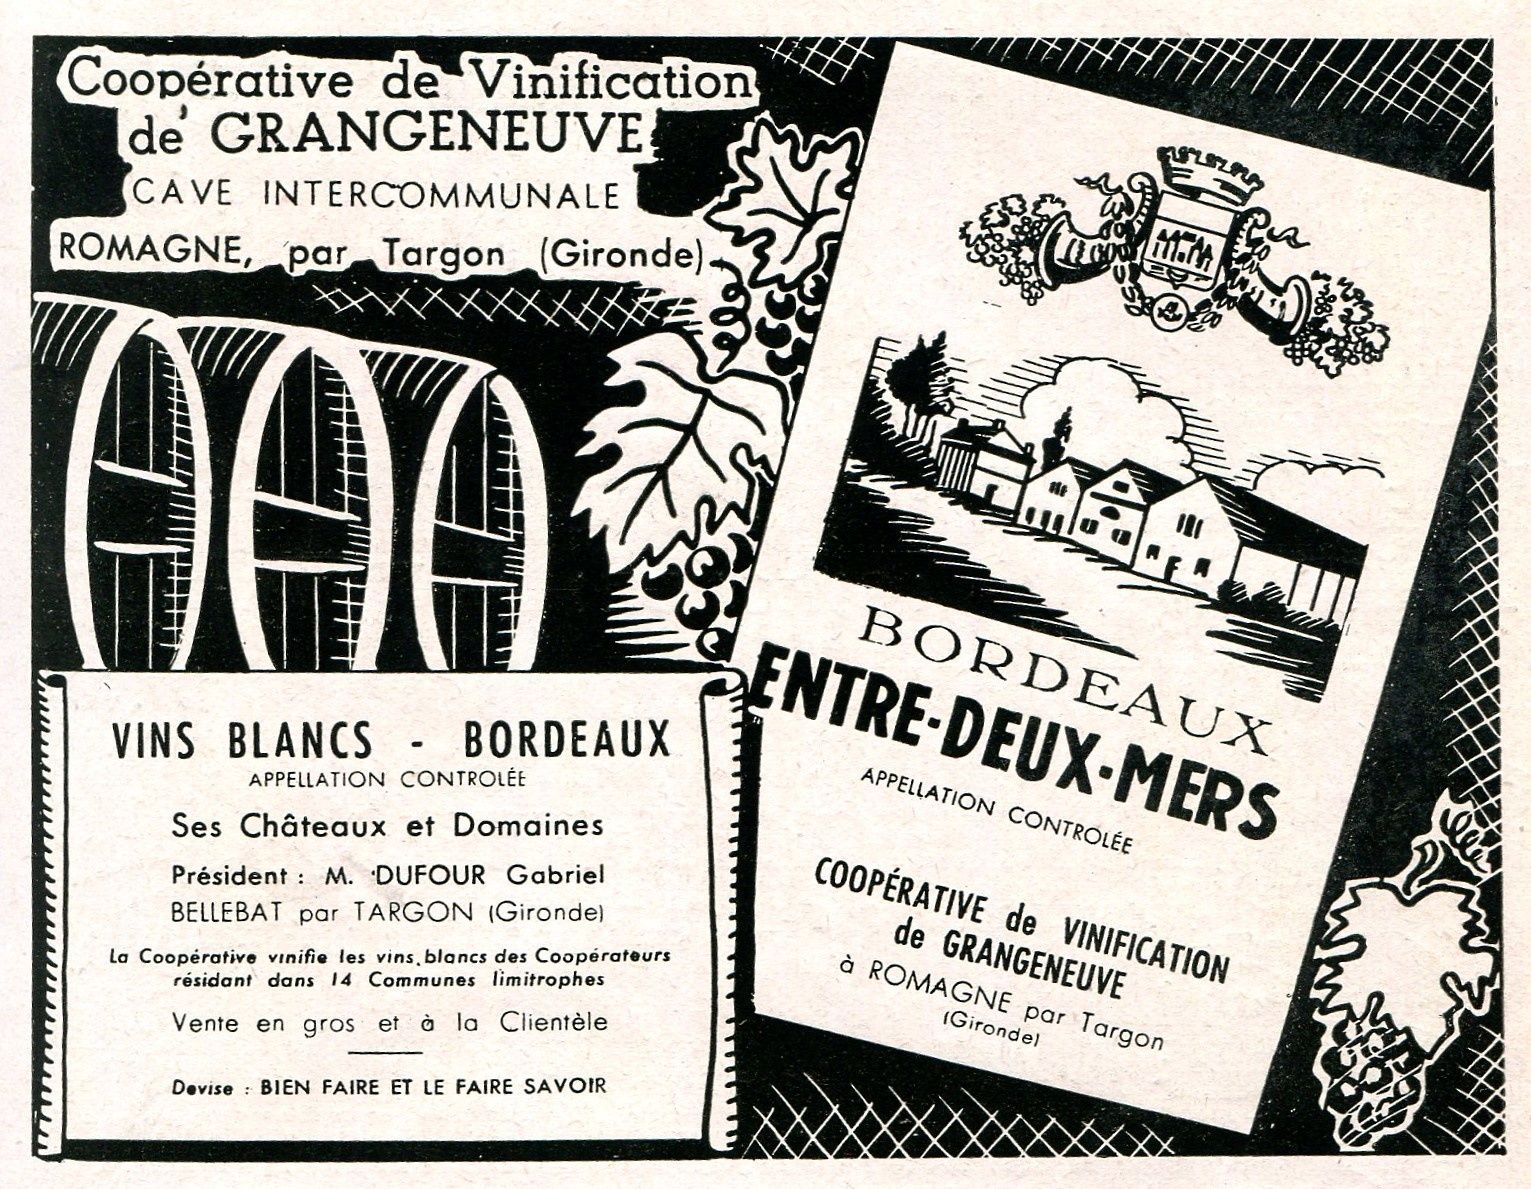 Coopérative de Vinification
de GRANGENEUVE
CAVE INTERCOMMUNALE
ROMAGNE, par Targon (Gironde)
VINS BLANCS - BORDEAUX
APPELLATION CONTROLÉE
Ses Châteaux et Domaines
Président : M. DUFOUR Gabriel
BELLEBAT par TARGON (Gironde)
La Coopérative vinifie les vins blancs des Coopérateurs
résidant dans 14 Communes limitrophes
Vente en gros et à la Clientèle
Devise : BIEN FAIRE ET LE FAIRE SAVOIR
BORDEAUX
ENTRE-DEUX-MERS
APPELLATION CONTROLÉE
COOPÉRATIVE de VINIFICATION
de GRANGENEUVE
à ROMAGNE par Targon
(Gironde)